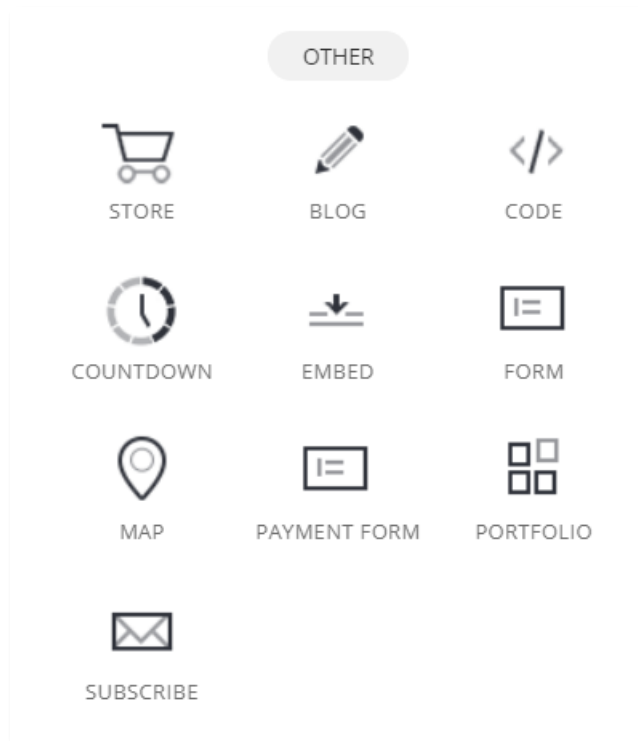 OTHER
STORE BLOG CODE
COUNTDOWN EMBED FORM
MAP PAYMENT FORM PORTFOLIO
SUBSCRIBE